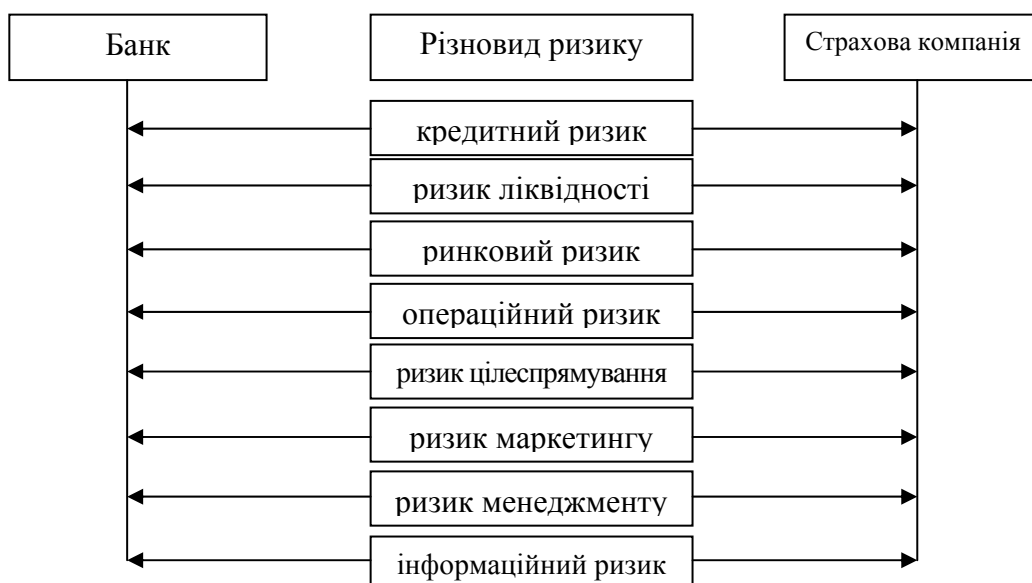 Банк
Різновид ризику
Страхова компанія
кредитний ризик
ризик ліквідності
ринковий ризик
операційний ризик
ризик цілеспрямування
ризик маркетингу
ризик менеджменту
інформаційний ризик